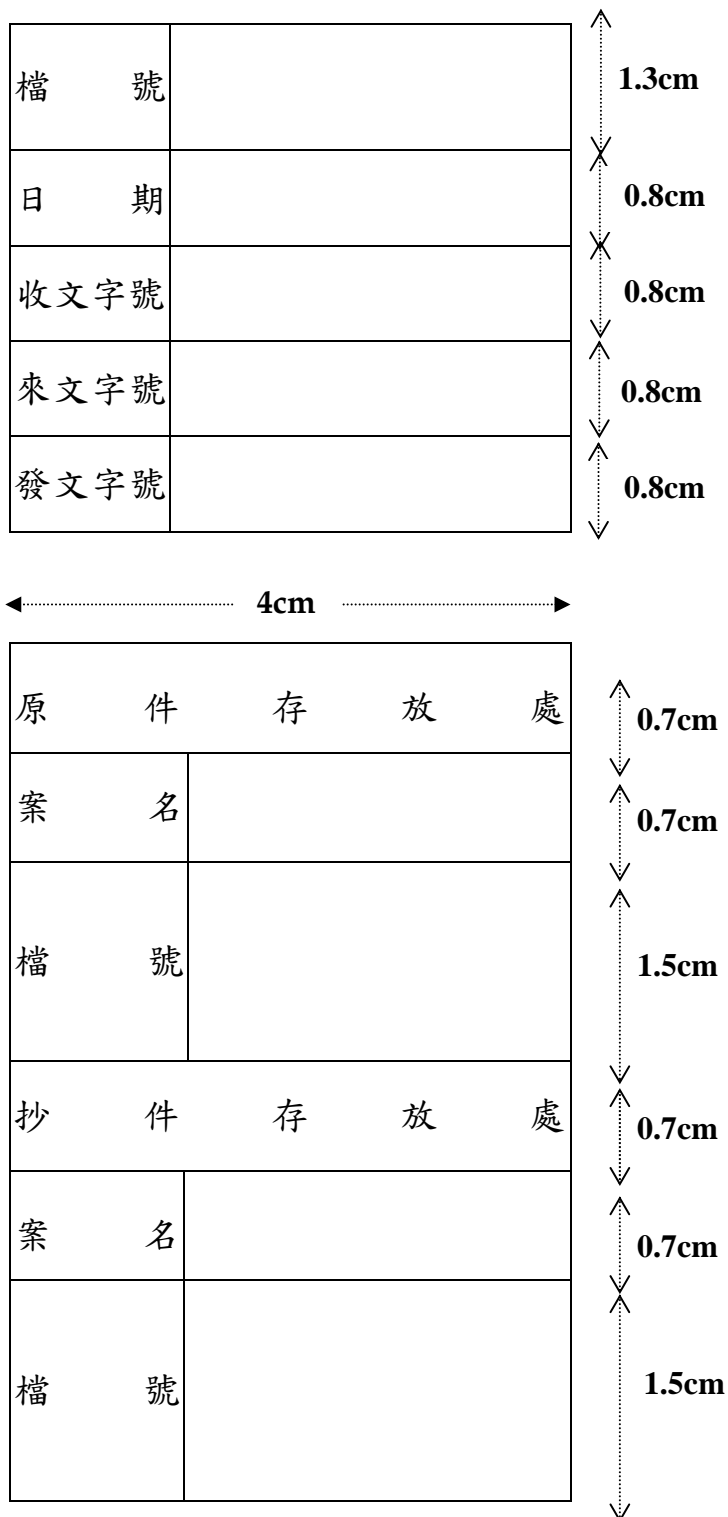 檔號 1.3cm
日期 0.8cm
收文字號 0.8cm
來文字號 0.8cm
發文字號 0.8cm
4cm
原件存放處 0.7cm
案名 0.7cm
檔號 1.5cm
抄件存放處 0.7cm
案名 0.7cm
檔號 1.5cm